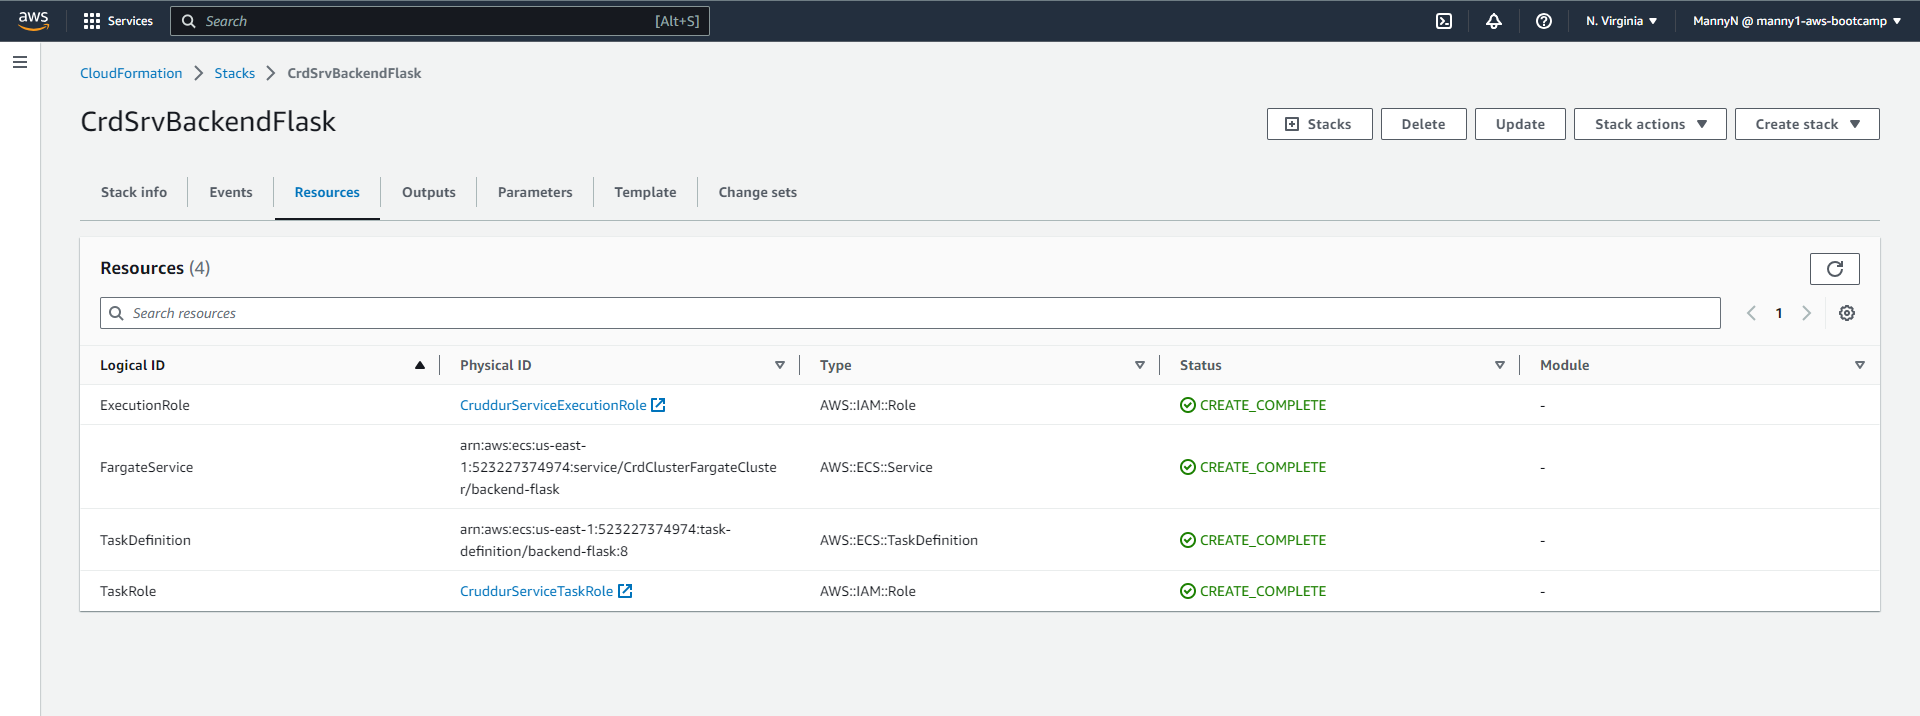 aws
Services
Search
[Alt+S]
N. Virginia
MannyN @ manny1-aws-bootcamp
CloudFormation
Stacks
CrdSrvBackendFlask
CrdSrvBackendFlask
Stacks
Delete
Update
Stack actions
Create stack
Stack info
Events
Resources
Outputs
Parameters
Template
Change sets
Resources (4)
Search resources
1
Logical ID
Physical ID
Type
Status
Module
ExecutionRole
CruddurServiceExecutionRole
AWS::IAM::Role
CREATE_COMPLETE
-
FargateService
arn:aws:ecs:us-east-
1:523227374974:service/CrdClusterFargateCluste
r/backend-flask
AWS::ECS::Service
CREATE_COMPLETE
-
TaskDefinition
arn:aws:ecs:us-east-1:523227374974:task-
definition/backend-flask:8
AWS::ECS::TaskDefinition
CREATE_COMPLETE
-
TaskRole
CruddurServiceTaskRole
AWS::IAM::Role
CREATE_COMPLETE
-